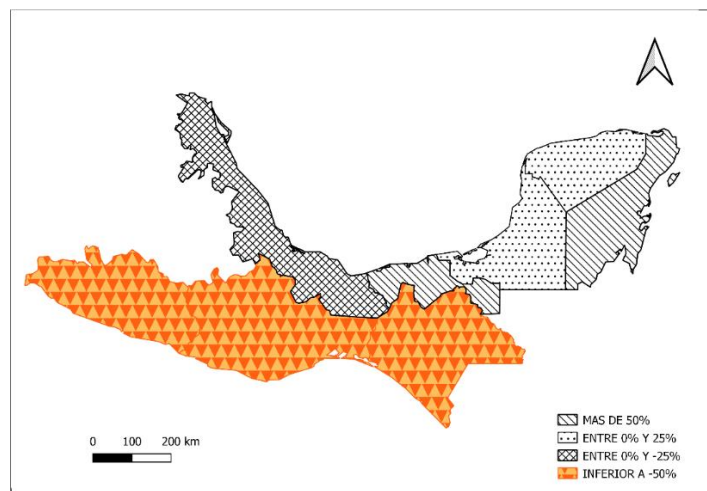 MAS DE 50%
ENTRE 0% Y 25%
ENTRE 0% Y -25%
INFERIOR A -50%
0 100 200 km